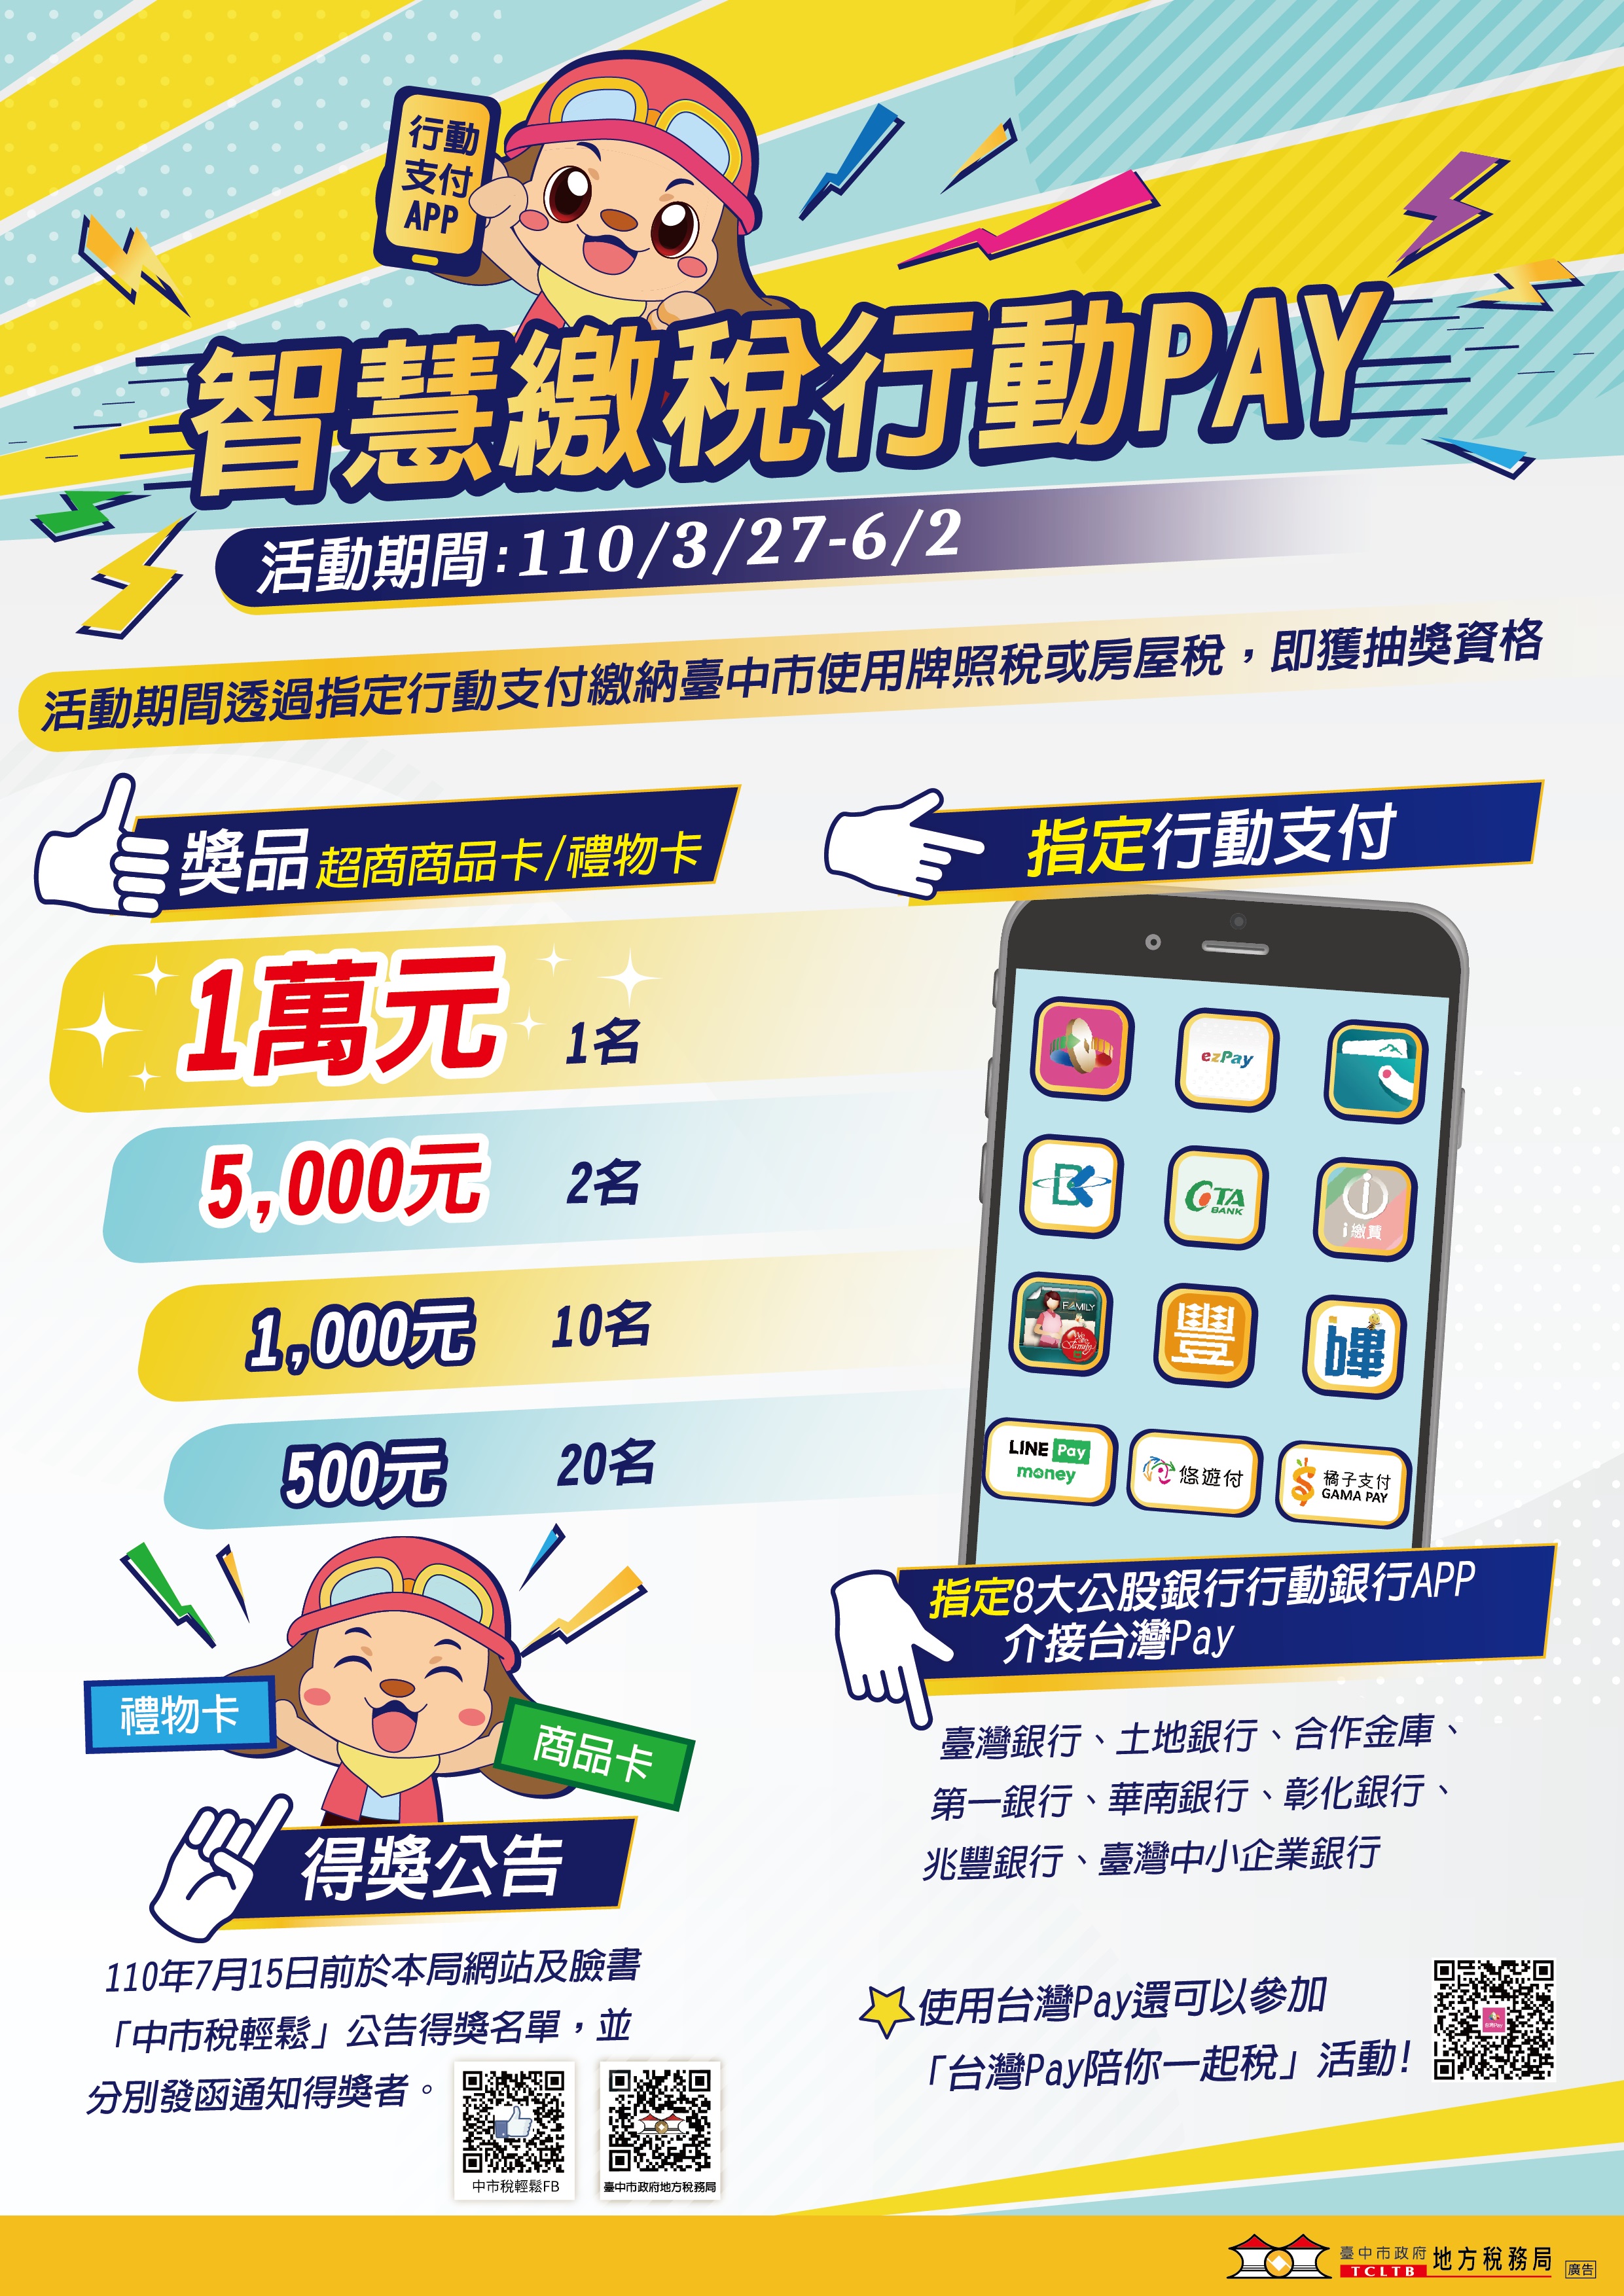 行動
支付
APP
智慧繳稅行動PAY
活動期間:110/3/27-6/2
活動期間透過指定行動支付繳納臺中市使用牌照稅或房屋稅，即獲抽獎資格
獎品 超商商品卡/禮物卡
1萬元 1名
5,000元 2名
1,000元 10名
500元 20名
禮物卡
商品卡
得獎公告
110年7月15日前於本局網站及臉書
「中市稅輕鬆」公告得獎名單，並
分別發函通知得獎者。
中市稅輕鬆FB
臺中市政府地方稅務局
指定行動支付
ezPay
COTA
BANK
i繳費
FAMILY
豐
嗶
LINE Pay
money
悠遊付
橘子支付
GAMA PAY
指定8大公股銀行行動銀行APP
介接台灣Pay
臺灣銀行、土地銀行、合作金庫、
第一銀行、華南銀行、彰化銀行、
兆豐銀行、臺灣中小企業銀行
使用台灣Pay還可以參加
「台灣Pay陪你一起稅」活動!
台灣Pay
臺中市政府 地方稅務局
TCLTB
廣告